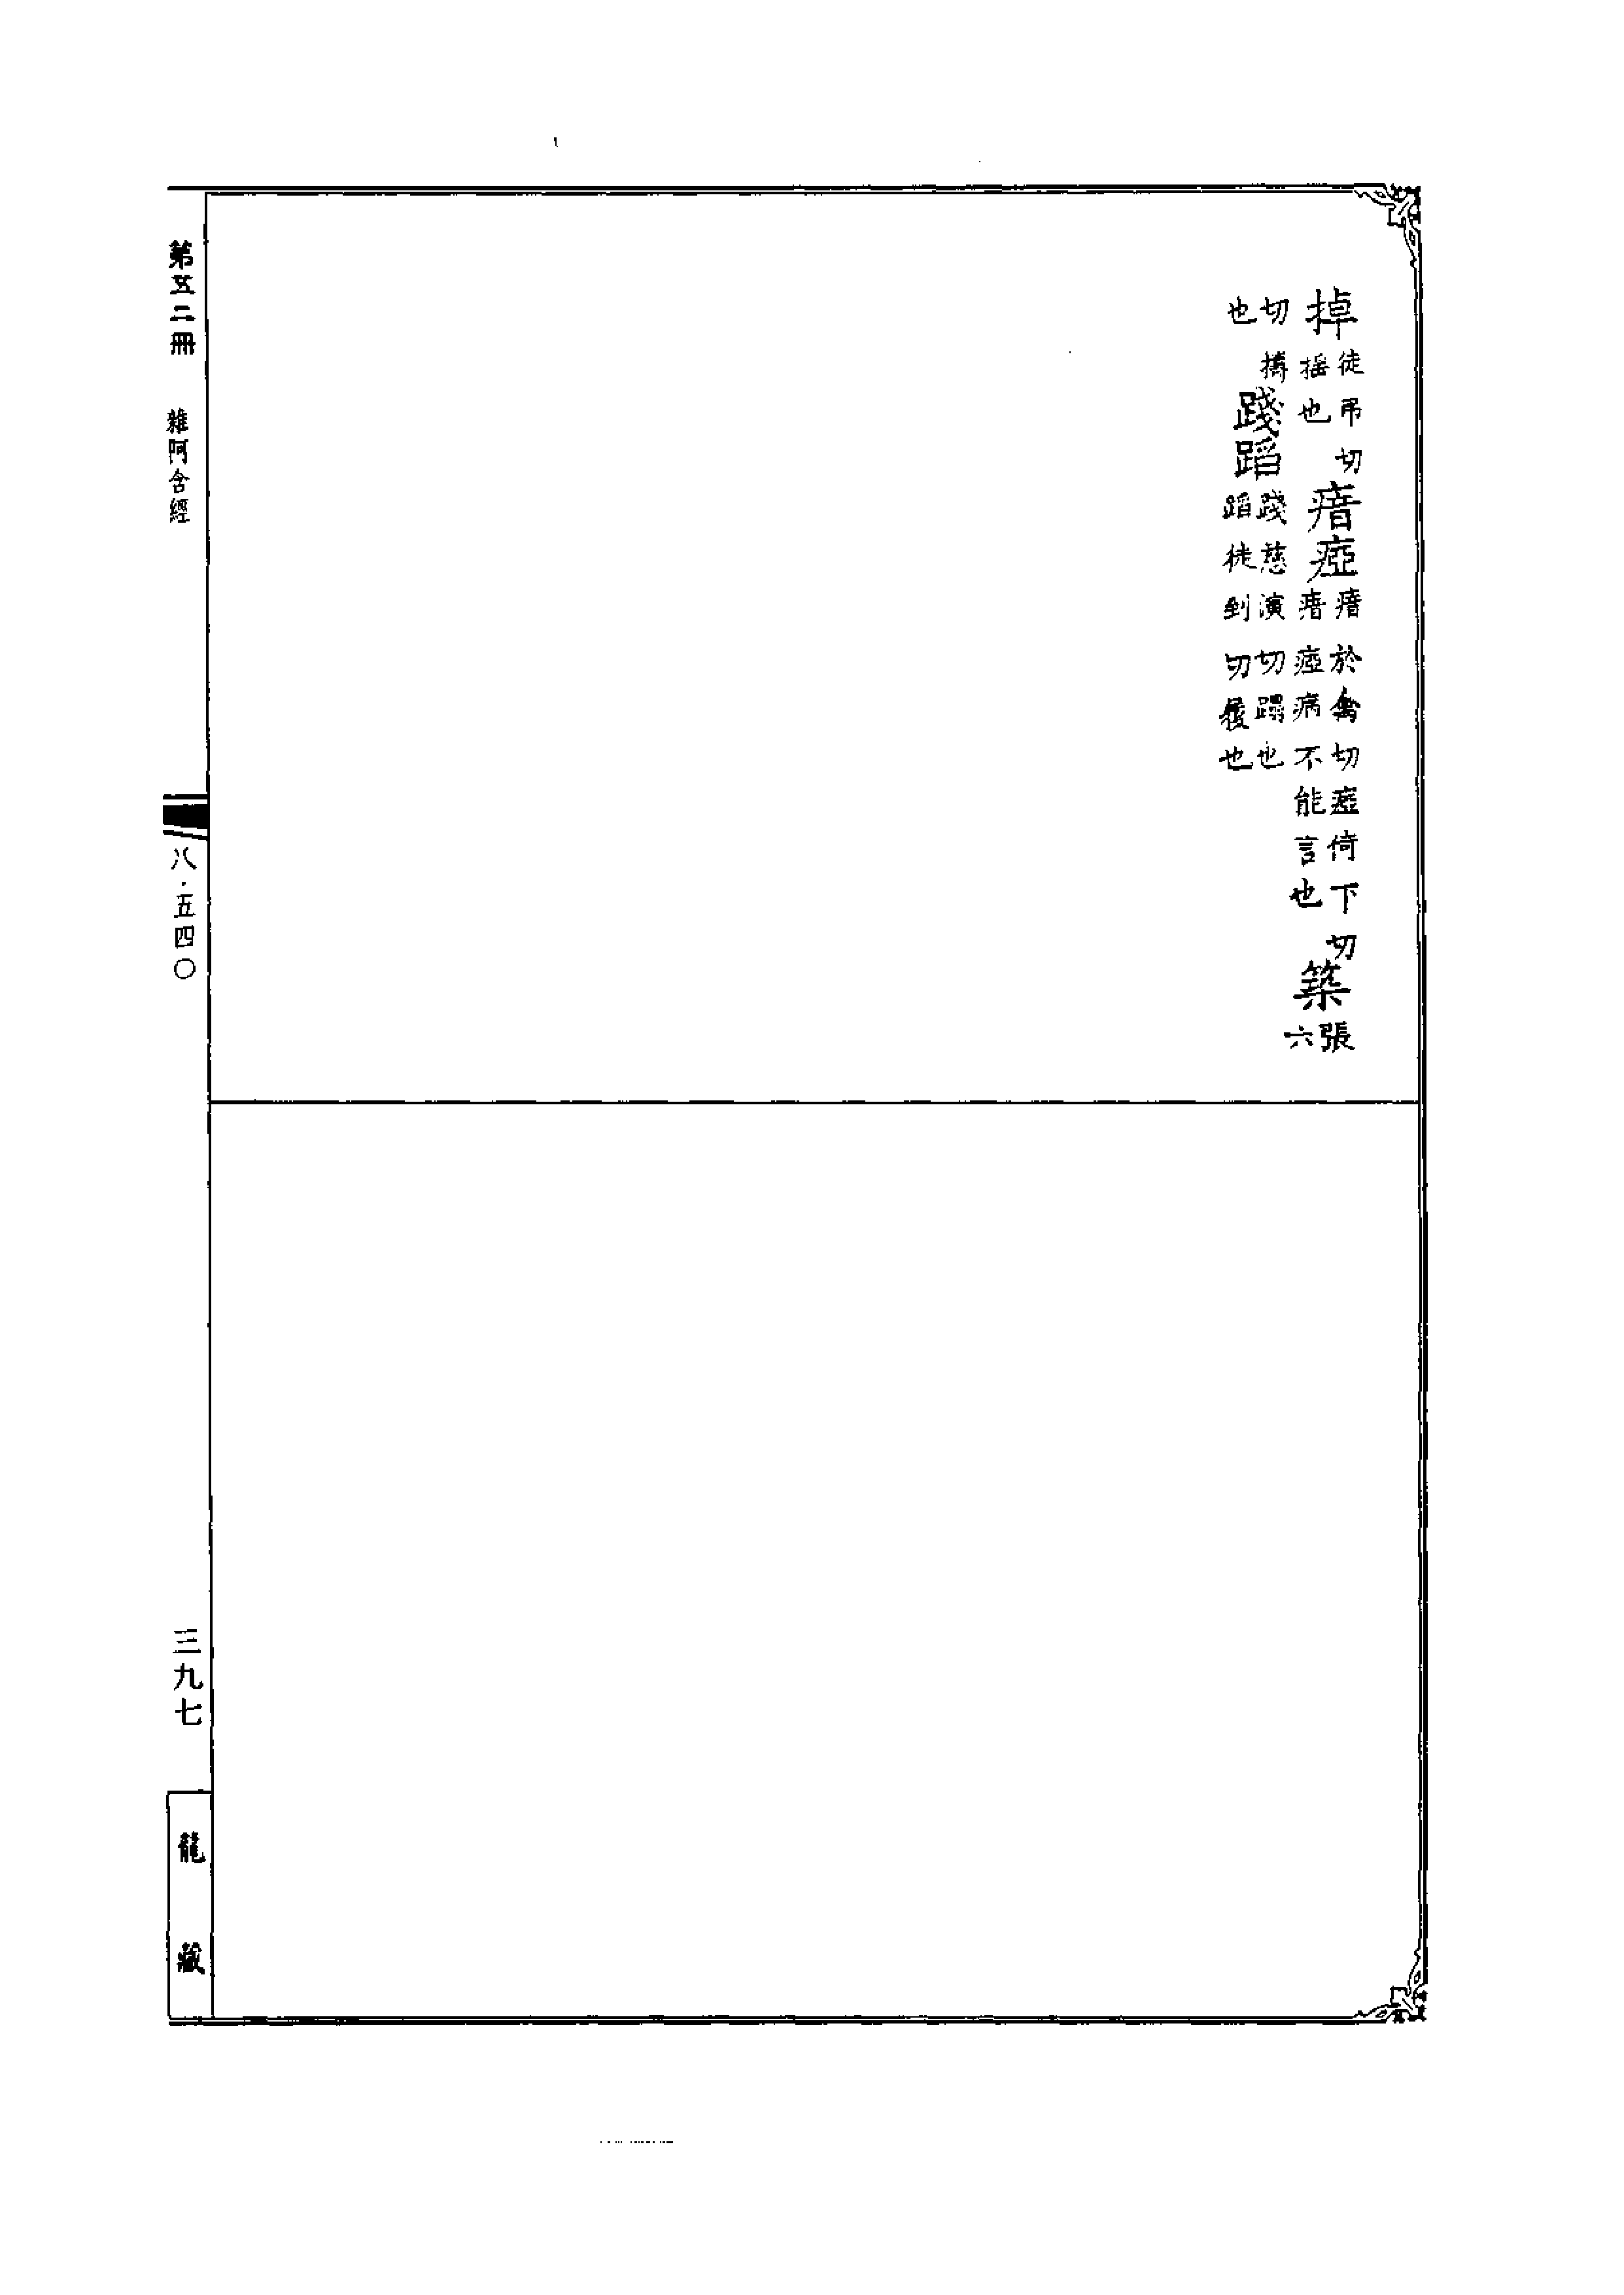 掉徒弔切搖也瘖瘂瘖於禽切瘂倚下切瘖瘂病不能言也築張六
切擣也踐蹈踐慈演切蹋也蹈徒到切履也
第五二冊 雜阿含經
八·五四〇
三九七
龍藏